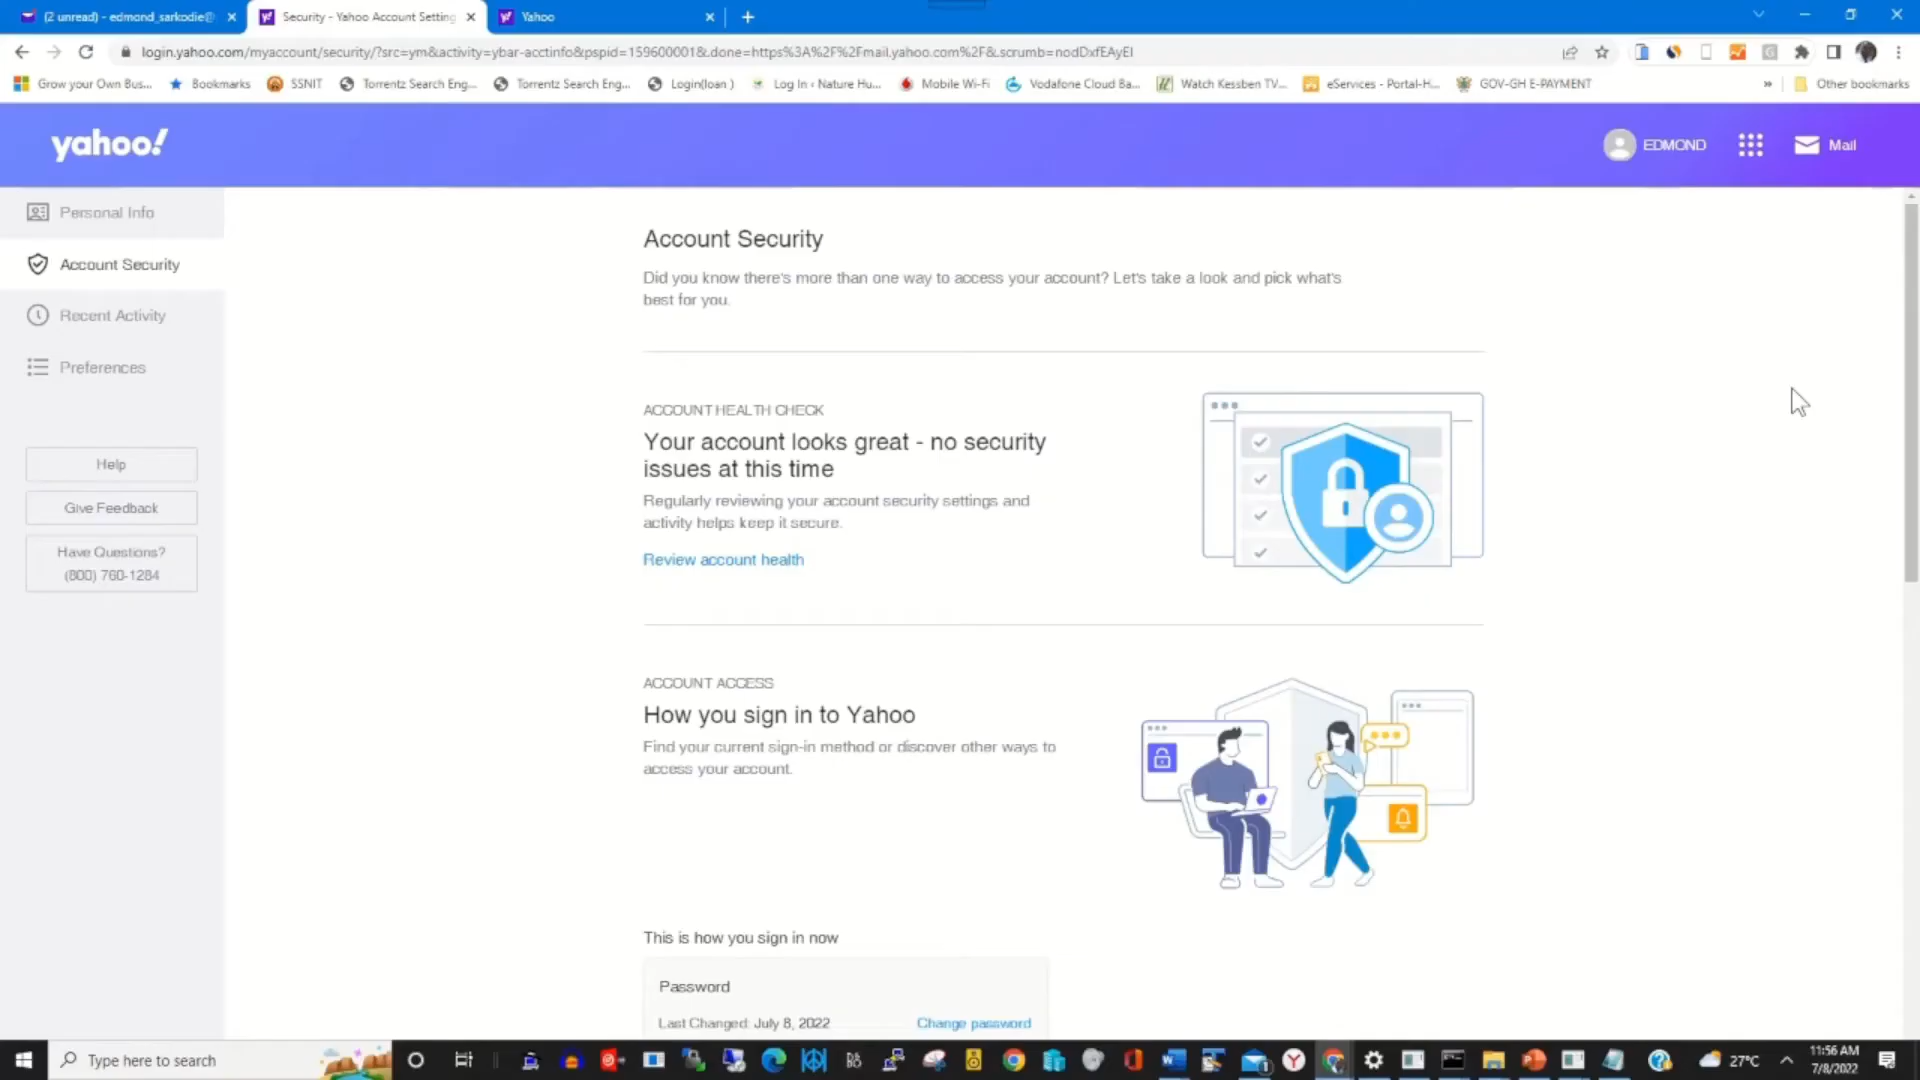 (2 unread) - edmond_sarkodie@
Security - Yahoo Account Setting
Yahoo
login.yahoo.com/myaccount/security/?src=ym&activity=ybar-acctinfo&pspid=159600001&.done=https%3A%2F%2Fmail.yahoo.com%2F&.scrumb=nodDxfEAyEI
Grow your Own Bus...
Bookmarks
SSNIT
Torrentz Search Eng...
Torrentz Search Eng...
Login(loan )
Log In ‹ Nature Hu...
Mobile Wi-Fi
Vodafone Cloud Ba...
Watch Kessben TV...
eServices - Portal-H...
GOV-GH E-PAYMENT
»
Other bookmarks
yahoo!
EDMOND
Mail
Personal Info
Account Security
Recent Activity
Preferences
Help
Give Feedback
Have Questions?
(800) 760-1284
Account Security
Did you know there's more than one way to access your account? Let's take a look and pick what's
best for you.
ACCOUNT HEALTH CHECK
Your account looks great - no security
issues at this time
Regularly reviewing your account security settings and
activity helps keep it secure.
Review account health
ACCOUNT ACCESS
How you sign in to Yahoo
Find your current sign-in method or discover other ways to
access your account.
This is how you sign in now
Password
Last Changed: July 8, 2022
Change password
Type here to search
27°C
11:56 AM
7/8/2022